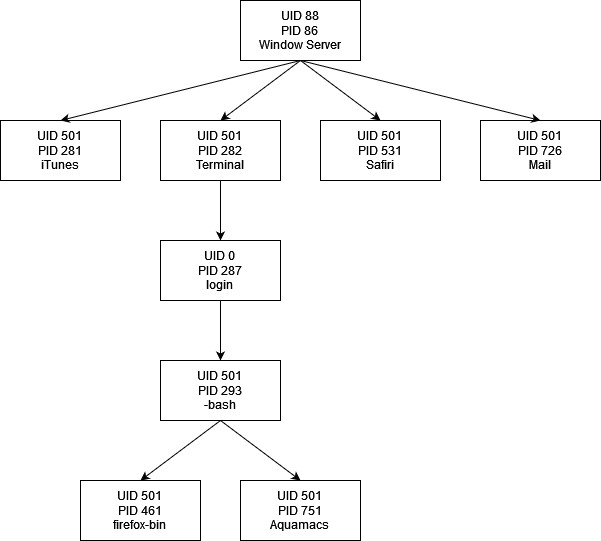 UID 88
PID 86
Window Server
UID 501
PID 281
iTunes
UID 501
PID 282
Terminal
UID 501
PID 531
Safiri
UID 501
PID 726
Mail
UID 0
PID 287
login
UID 501
PID 293
-bash
UID 501
PID 461
firefox-bin
UID 501
PID 751
Aquamacs